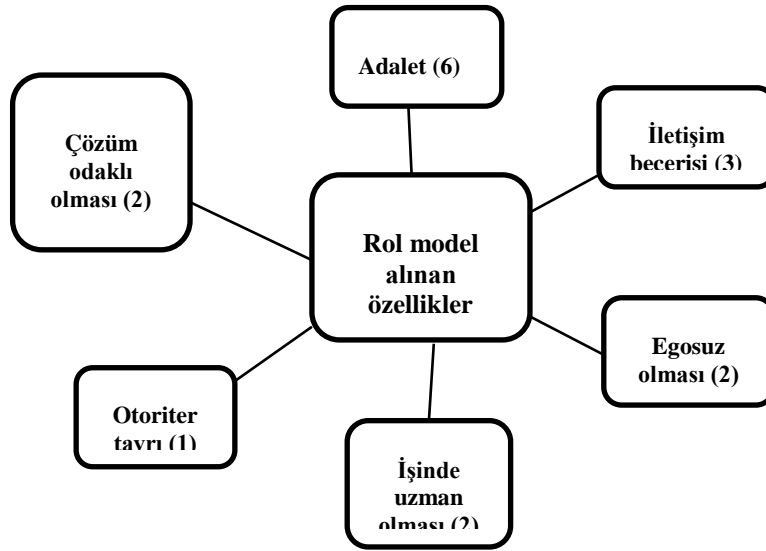 Adalet (6)
Çözüm
odaklı
olması (2)
İletişim
becerisi (3)
Rol model
alınan
özellikler
Egosuz
olması (2)
Otoriter
tavrı (1)
İşinde
uzman
olması (2)